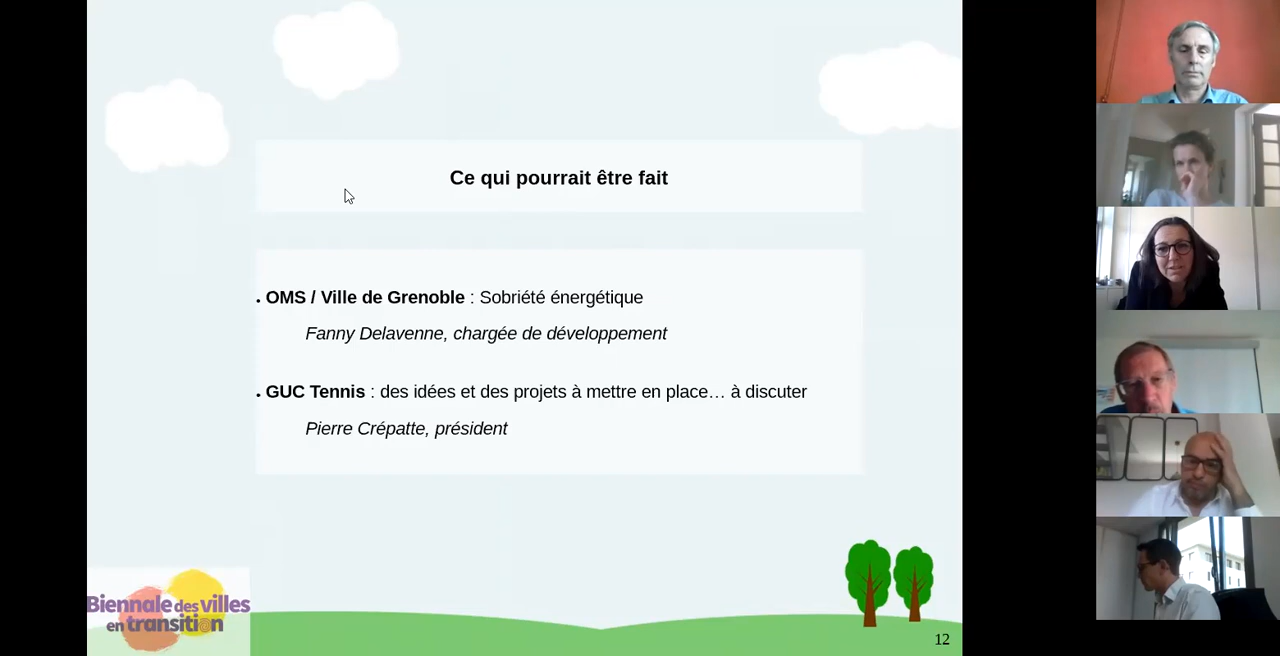 Ce qui pourrait être fait
• OMS / Ville de Grenoble : Sobriété énergétique
Fanny Delavenne, chargée de développement
• GUC Tennis : des idées et des projets à mettre en place… à discuter
Pierre Crépatte, président
Biennale des villes
en transition
12